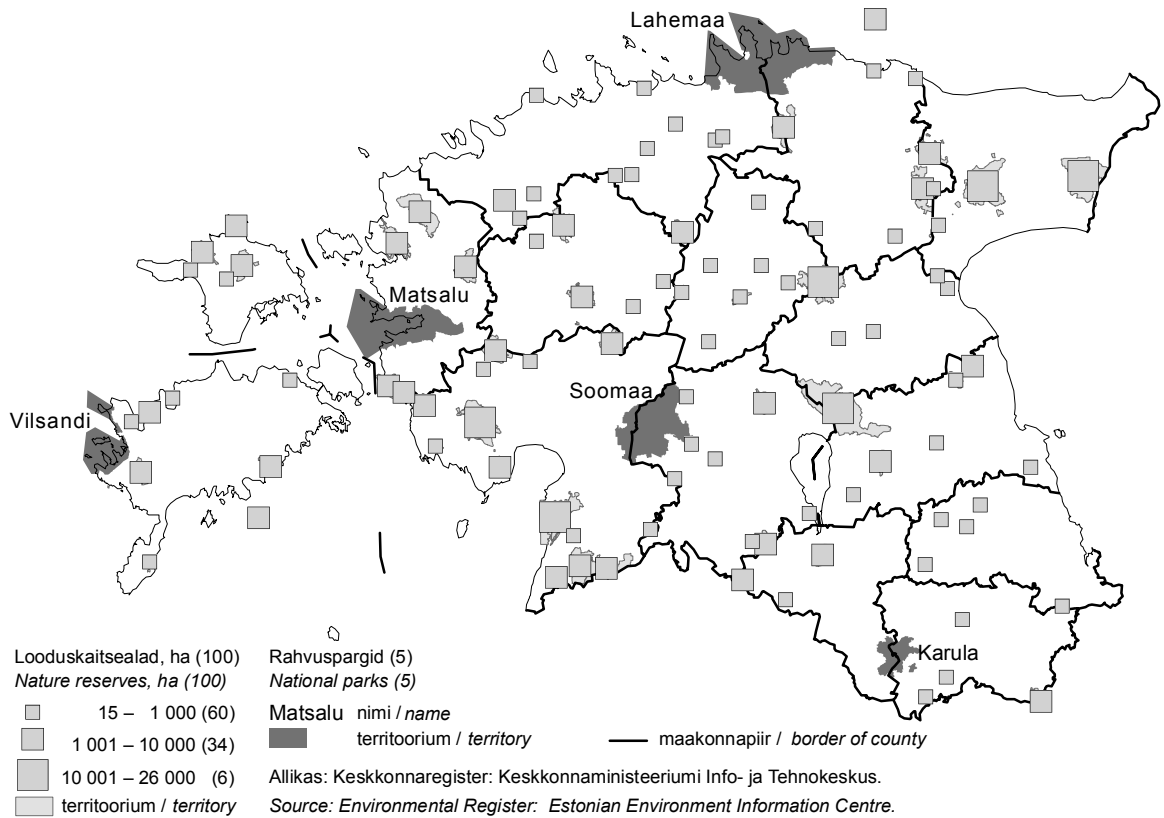 Lahemaa
Matsalu
Soomaa
Vilsandi
Karula
Looduskaitsealad, ha (100)
Nature reserves, ha (100)
15 – 1 000 (60)
1 001 – 10 000 (34)
10 001 – 26 000 (6)
territoorium / territory
Rahvuspargid (5)
National parks (5)
Matsalu nimi / name
territoorium / territory
maakonnapiir / border of county
Allikas: Keskkonnaregister: Keskkonnaministeeriumi Info- ja Tehnokeskus.
Source: Environmental Register: Estonian Environment Information Centre.